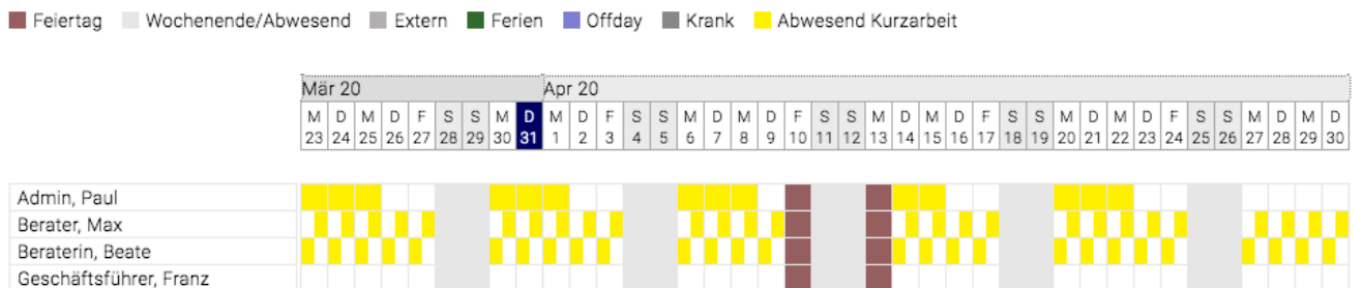 Feiertag Wochenende/Abwesend Extern Ferien Offday Krank Abwesend Kurzarbeit
Mär 20 Apr 20
M D M D F S S M D M D F S S M D M D F S S M D M D F S S M D M D F S S M D M D
23 24 25 26 27 28 29 30 31 1 2 3 4 5 6 7 8 9 10 11 12 13 14 15 16 17 18 19 20 21 22 23 24 25 26 27 28 29 30
Admin, Paul
Berater, Max
Beraterin, Beate
Geschäftsführer, Franz